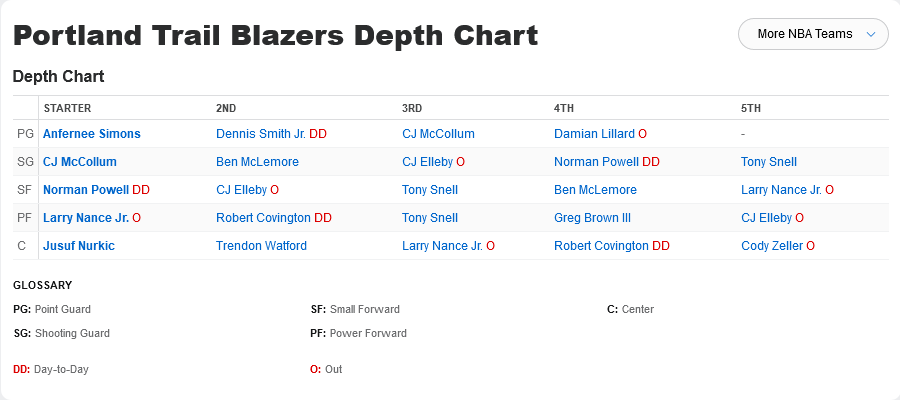 Portland Trail Blazers Depth Chart
More NBA Teams
Depth Chart
STARTER 2ND 3RD 4TH 5TH
PG Anfernee Simons Dennis Smith Jr. DD CJ McCollum Damian Lillard O -
SG CJ McCollum Ben McLemore CJ Elleby O Norman Powell DD Tony Snell
SF Norman Powell DD CJ Elleby O Tony Snell Ben McLemore Larry Nance Jr. O
PF Larry Nance Jr. O Robert Covington DD Tony Snell Greg Brown III CJ Elleby O
C Jusuf Nurkic Trendon Watford Larry Nance Jr. O Robert Covington DD Cody Zeller O
GLOSSARY
PG: Point Guard SF: Small Forward C: Center
SG: Shooting Guard PF: Power Forward
DD: Day-to-Day O: Out